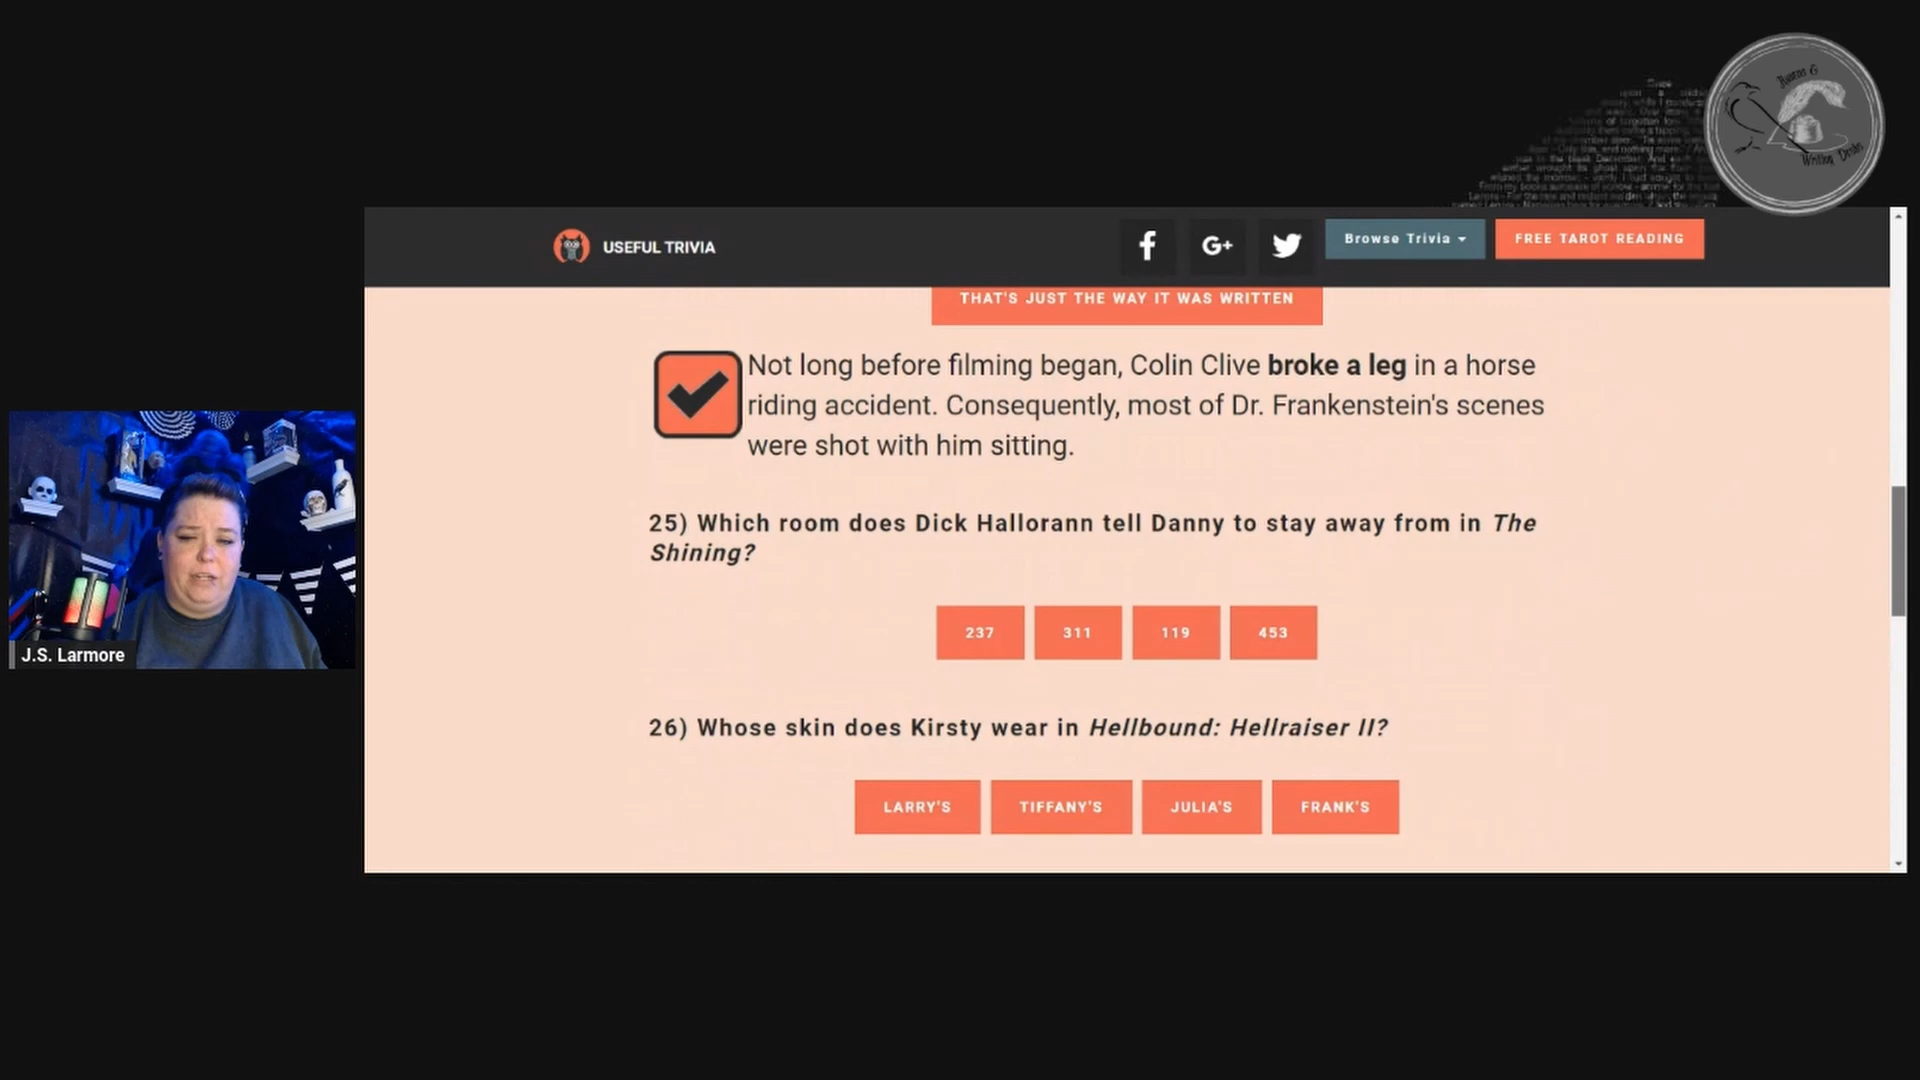 Ravens &
Writing Desks
USEFUL TRIVIA
G+
Browse Trivia
FREE TAROT READING
THAT'S JUST THE WAY IT WAS WRITTEN
Not long before filming began, Colin Clive broke a leg in a horse
riding accident. Consequently, most of Dr. Frankenstein's scenes
were shot with him sitting.
25) Which room does Dick Hallorann tell Danny to stay away from in The
Shining?
237 311 119 453
26) Whose skin does Kirsty wear in Hellbound: Hellraiser II?
LARRY'S TIFFANY'S JULIA'S FRANK'S
J.S. Larmore